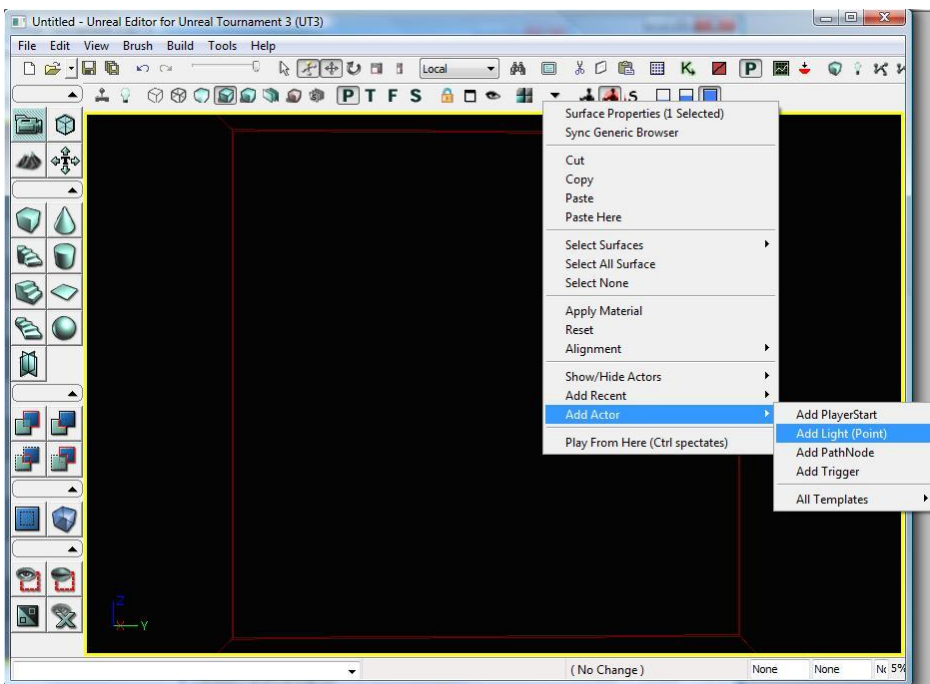 Untitled - Unreal Editor for Unreal Tournament 3 (UT3)
File Edit View Brush Build Tools Help
Local
P
P T F S
S
Surface Properties (1 Selected)
Sync Generic Browser
Cut
Copy
Paste
Paste Here
Select Surfaces
Select All Surface
Select None
Apply Material
Reset
Alignment
Show/Hide Actors
Add Recent
Add Actor
Play From Here (Ctrl spectates)
Add PlayerStart
Add Light (Point)
Add PathNode
Add Trigger
All Templates
Z
X Y
( No Change ) None None 5%